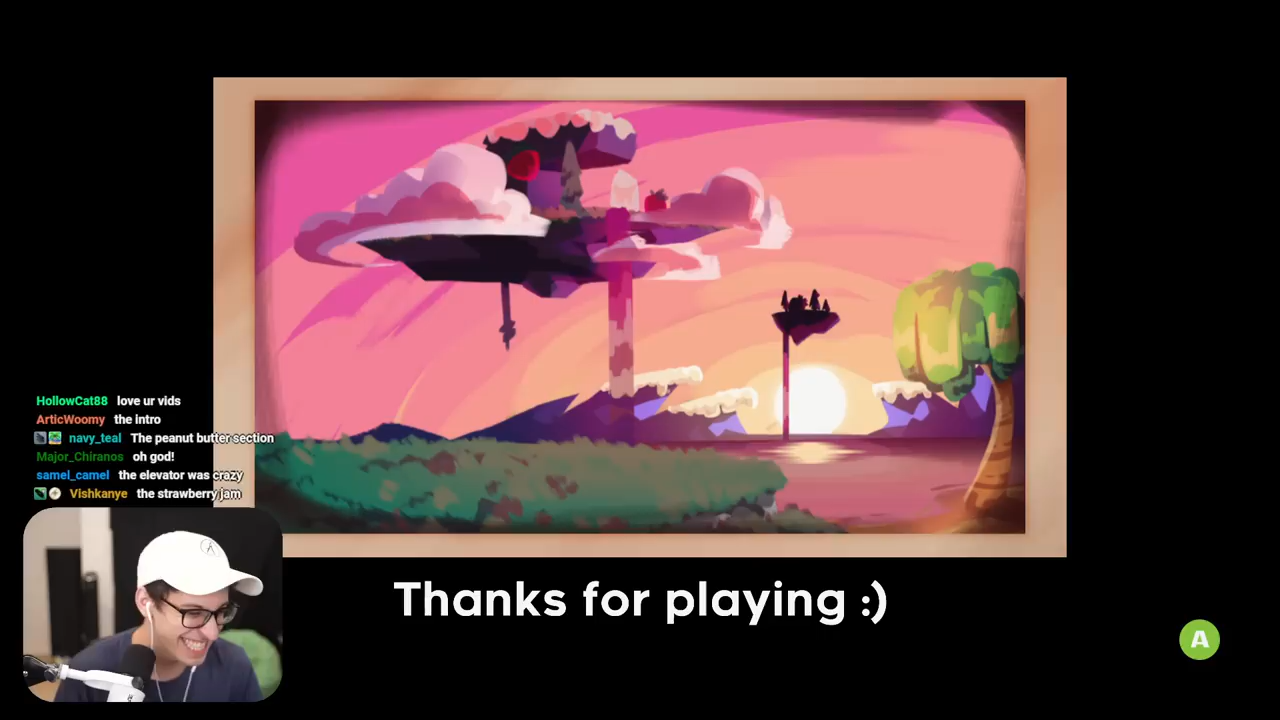 HollowCat88 love ur vids
ArticWoomy the intro
navy_teal The peanut butter section
Major_Chiranos oh god!
samel_camel the elevator was crazy
Vishkanye the strawberry jam
Thanks for playing :)
A